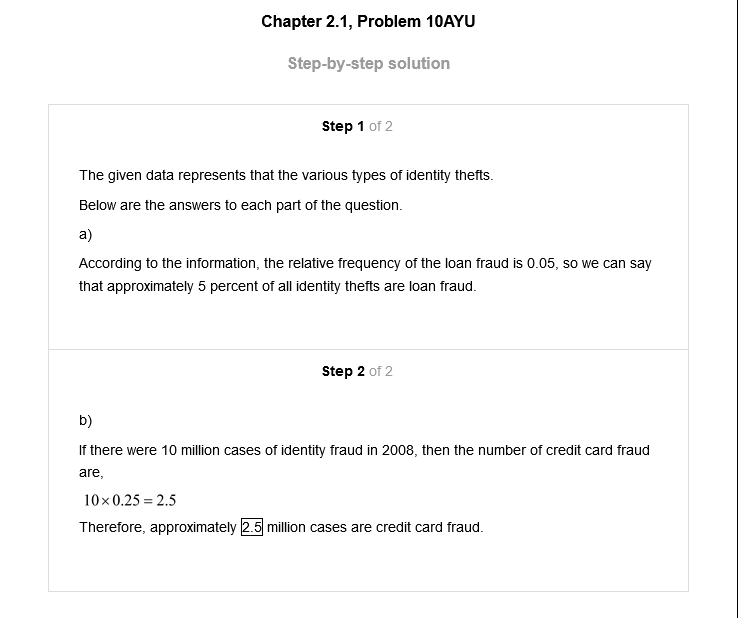 Chapter 2.1, Problem 10AYU
Step-by-step solution
Step 1 of 2
The given data represents that the various types of identity thefts.
Below are the answers to each part of the question.
a)
According to the information, the relative frequency of the loan fraud is 0.05, so we can say
that approximately 5 percent of all identity thefts are loan fraud.
Step 2 of 2
b)
If there were 10 million cases of identity fraud in 2008, then the number of credit card fraud
are,
10×0.25=2.5
Therefore, approximately 2.5 million cases are credit card fraud.